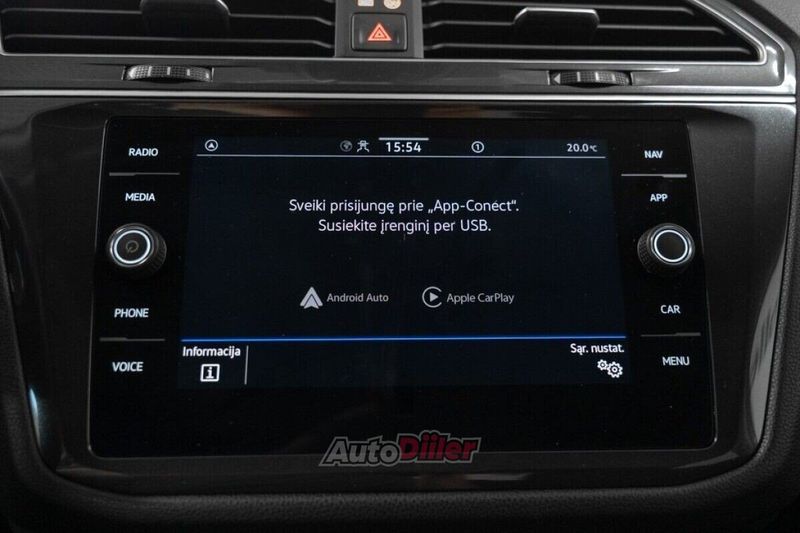 RADIO
MEDIA
PHONE
VOICE
15:54
1
20.0°C
Sveiki prisijungę prie „App-Conect“.
Susiekite įrenginį per USB.
Android Auto
Apple CarPlay
Informacija
i
Sąr. nustat.
NAV
APP
CAR
MENU
AutoDiiler